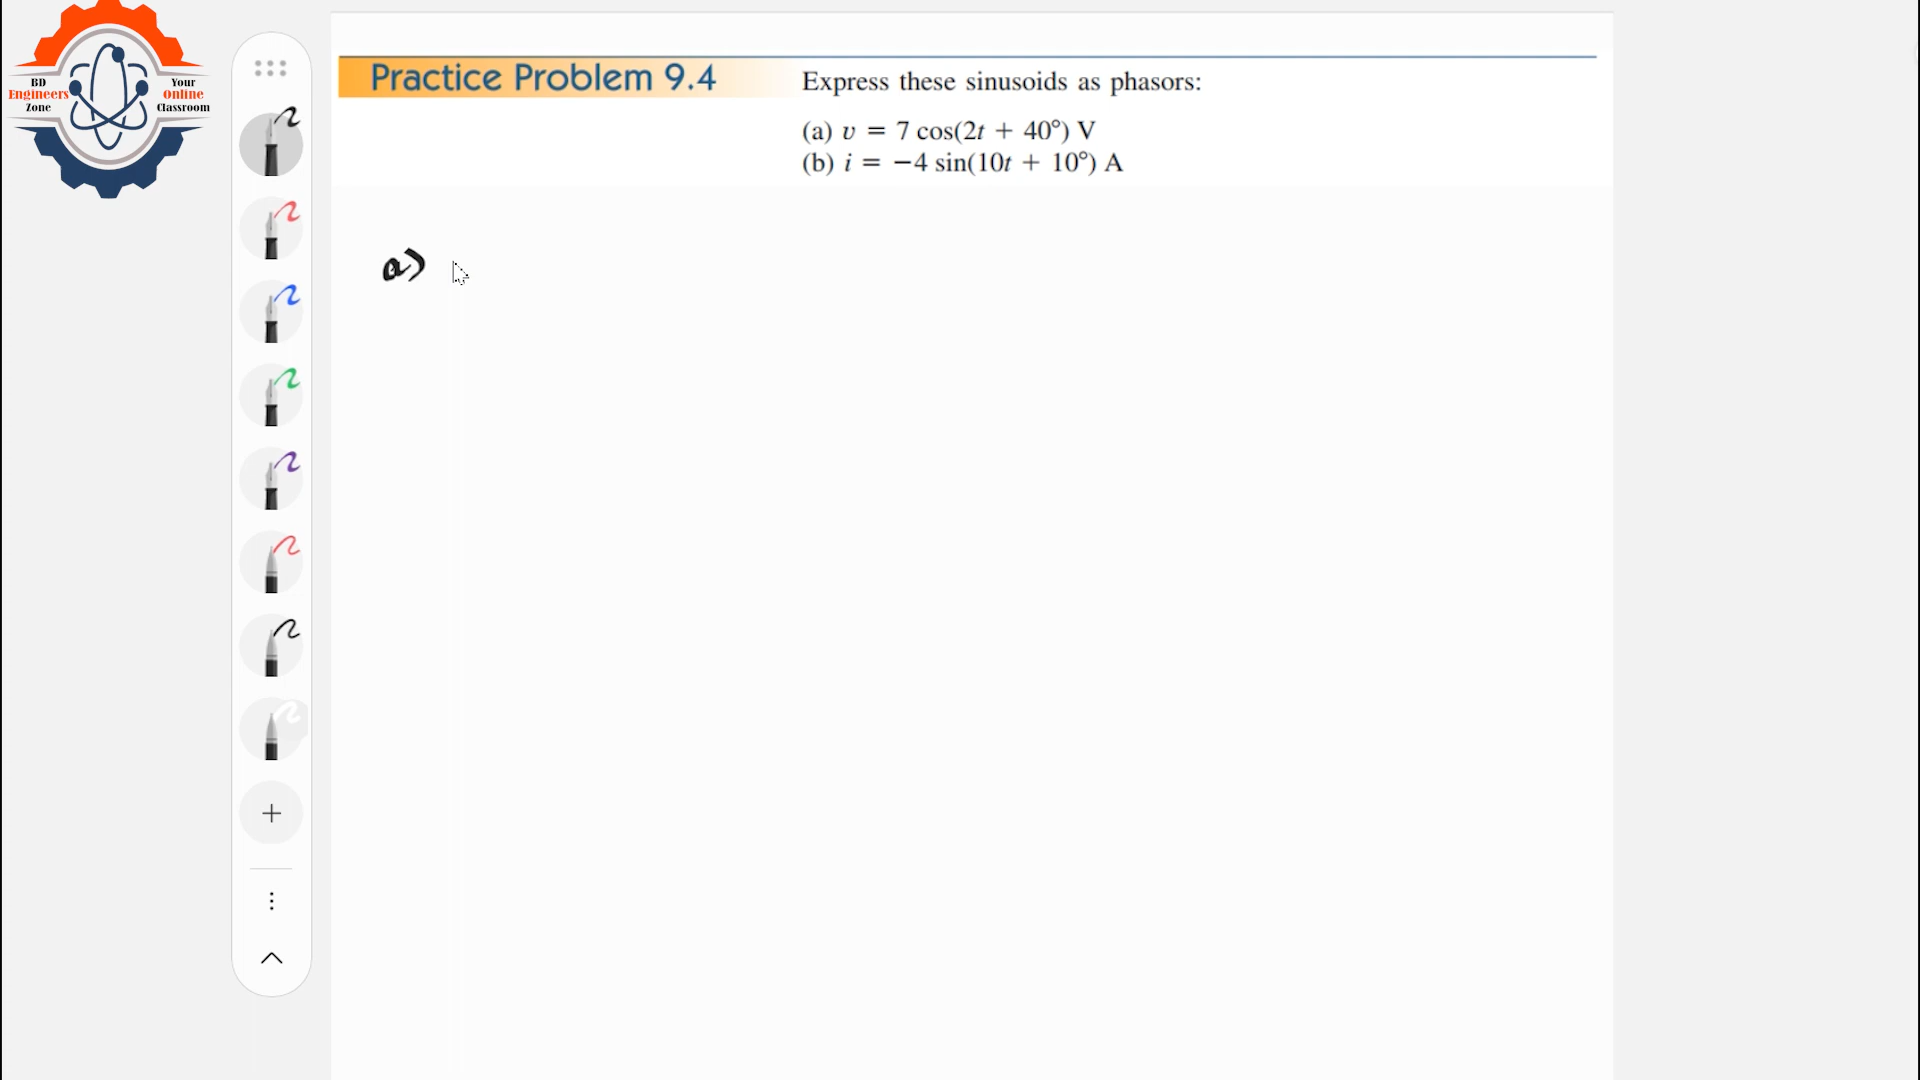 BD
Engineers
Zone
Your
Online
Classroom
Practice Problem 9.4
Express these sinusoids as phasors:
(a) v = 7 cos(2t + 40°) V
(b) i = −4 sin(10t + 10°) A
a)